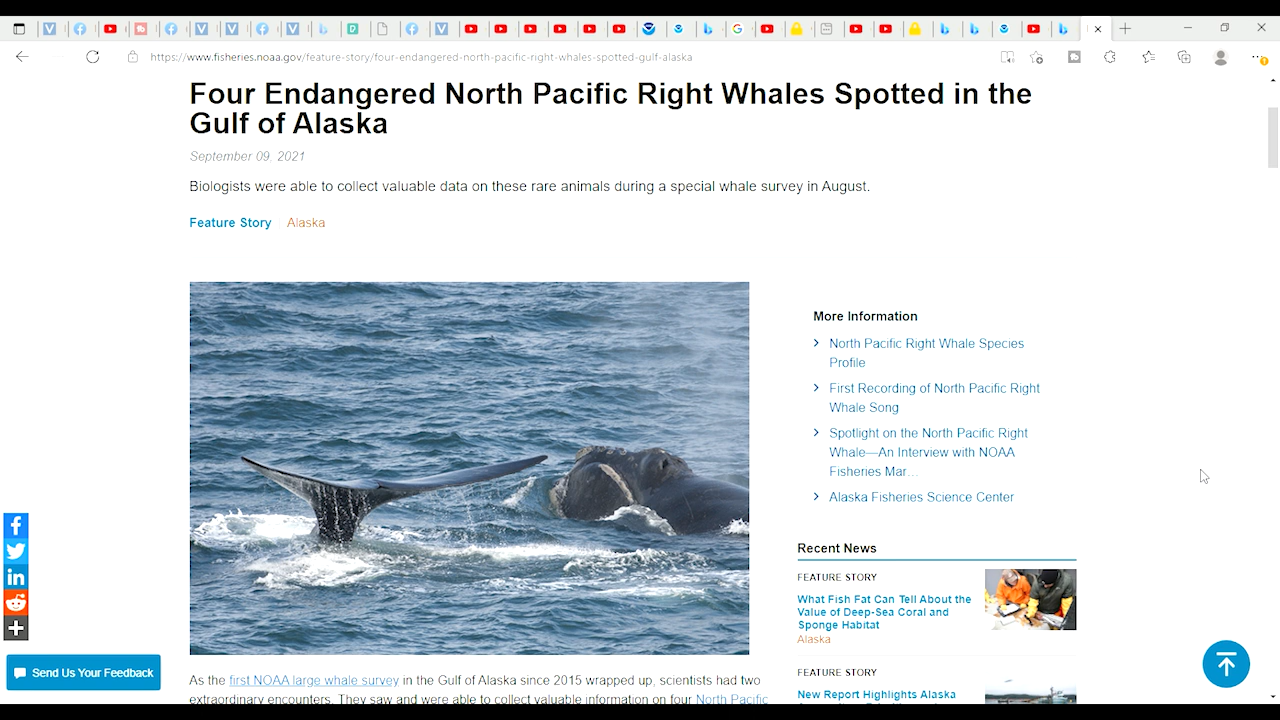 https://www.fisheries.noaa.gov/feature-story/four-endangered-north-pacific-right-whales-spotted-gulf-alaska
Four Endangered North Pacific Right Whales Spotted in the
Gulf of Alaska
September 09, 2021
Biologists were able to collect valuable data on these rare animals during a special whale survey in August.
Feature Story Alaska
More Information
North Pacific Right Whale Species
Profile
First Recording of North Pacific Right
Whale Song
Spotlight on the North Pacific Right
Whale—An Interview with NOAA
Fisheries Mar…
Alaska Fisheries Science Center
Recent News
FEATURE STORY
What Fish Fat Can Tell About the
Value of Deep-Sea Coral and
Sponge Habitat
Alaska
FEATURE STORY
New Report Highlights Alaska
Send Us Your Feedback
As the first NOAA large whale survey in the Gulf of Alaska since 2015 wrapped up, scientists had two
extraordinary encounters. They saw and were able to collect valuable information on four North Pacific